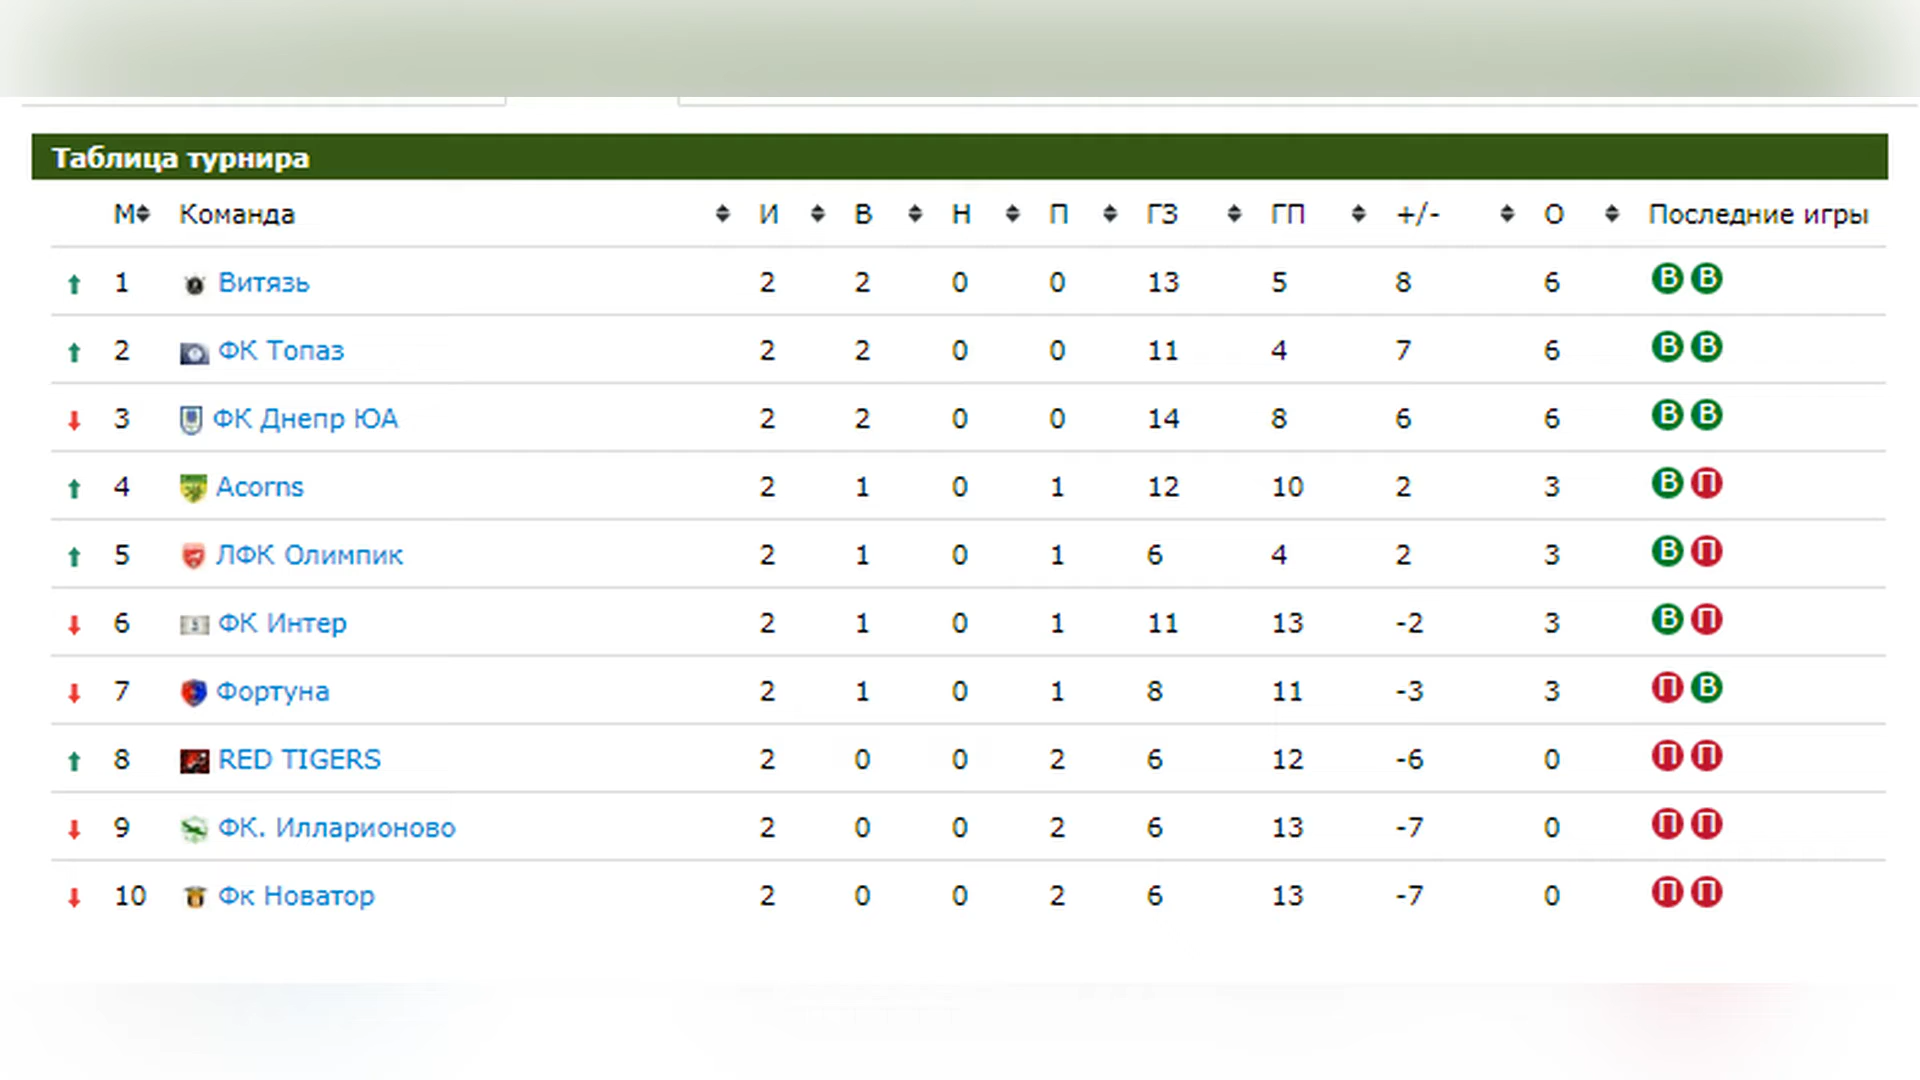 Таблица турнира
М Команда И В Н П ГЗ ГП +/- О Последние игры
1 Витязь 2 2 0 0 13 5 8 6 В В
2 ФК Топаз 2 2 0 0 11 4 7 6 В В
3 ФК Днепр ЮА 2 2 0 0 14 8 6 6 В В
4 Acorns 2 1 0 1 12 10 2 3 В П
5 ЛФК Олимпик 2 1 0 1 6 4 2 3 В П
6 ФК Интер 2 1 0 1 11 13 -2 3 В П
7 Фортуна 2 1 0 1 8 11 -3 3 П В
8 RED TIGERS 2 0 0 2 6 12 -6 0 П П
9 ФК. Илларионово 2 0 0 2 6 13 -7 0 П П
10 Фк Новатор 2 0 0 2 6 13 -7 0 П П